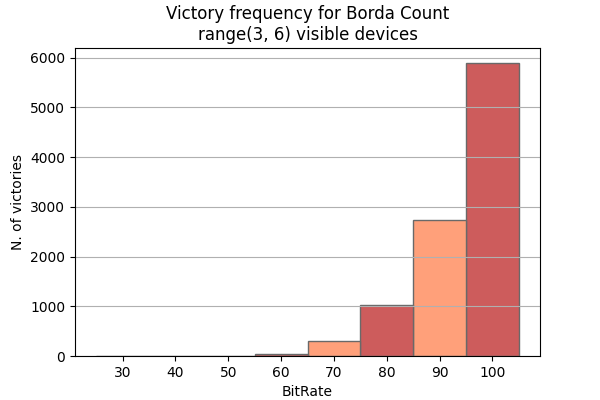 Victory frequency for Borda Count
range(3, 6) visible devices
6000
5000
4000
3000
2000
1000
0
N. of victories
30 40 50 60 70 80 90 100
BitRate